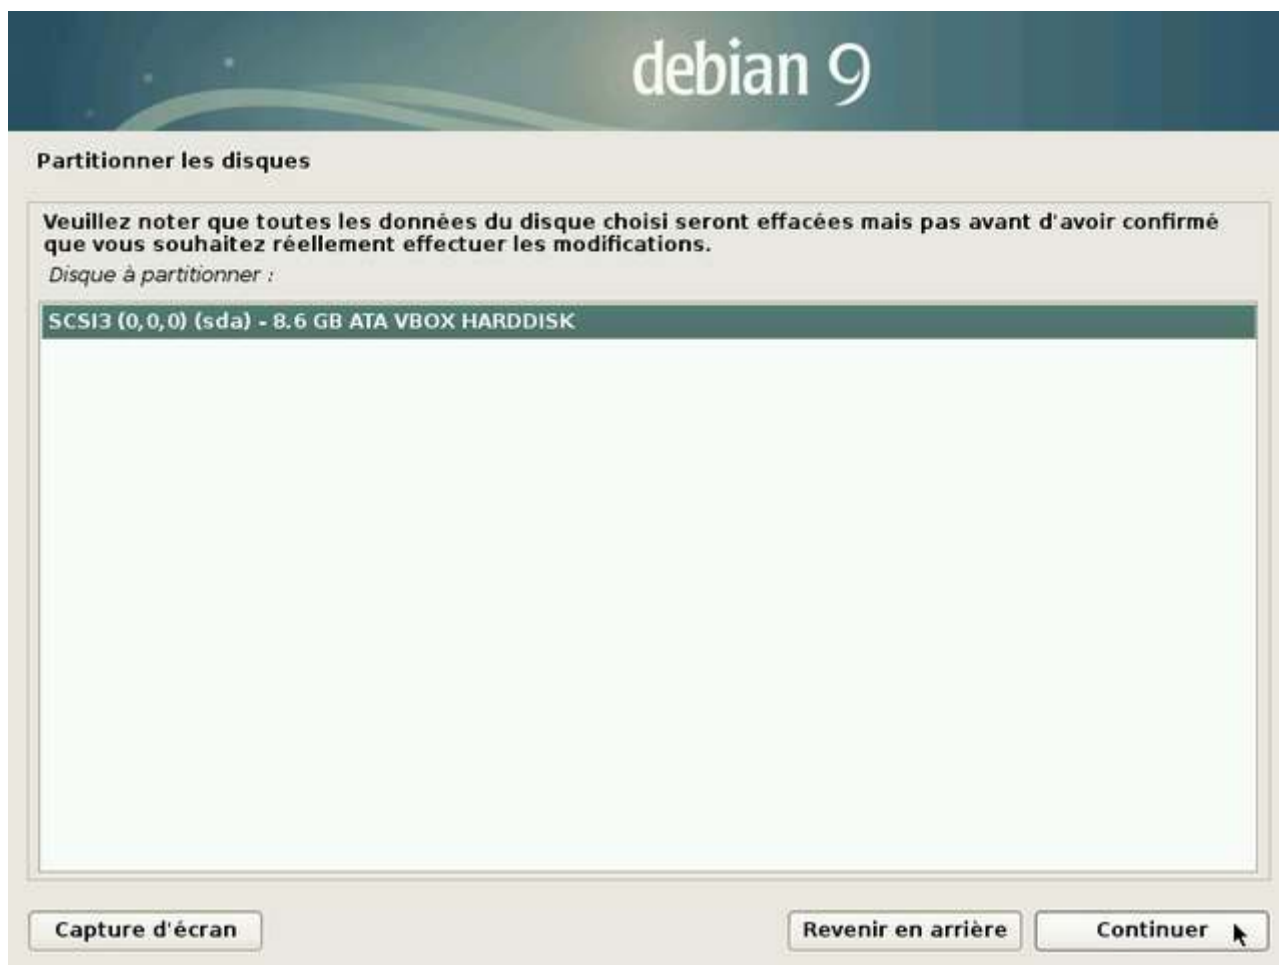 debian 9
Partitionner les disques
Veuillez noter que toutes les données du disque choisi seront effacées mais pas avant d'avoir confirmé
que vous souhaitez réellement effectuer les modifications.
Disque à partitionner :
SCSI3 (0,0,0) (sda) - 8.6 GB ATA VBOX HARDDISK
Capture d'écran
Revenir en arrière
Continuer